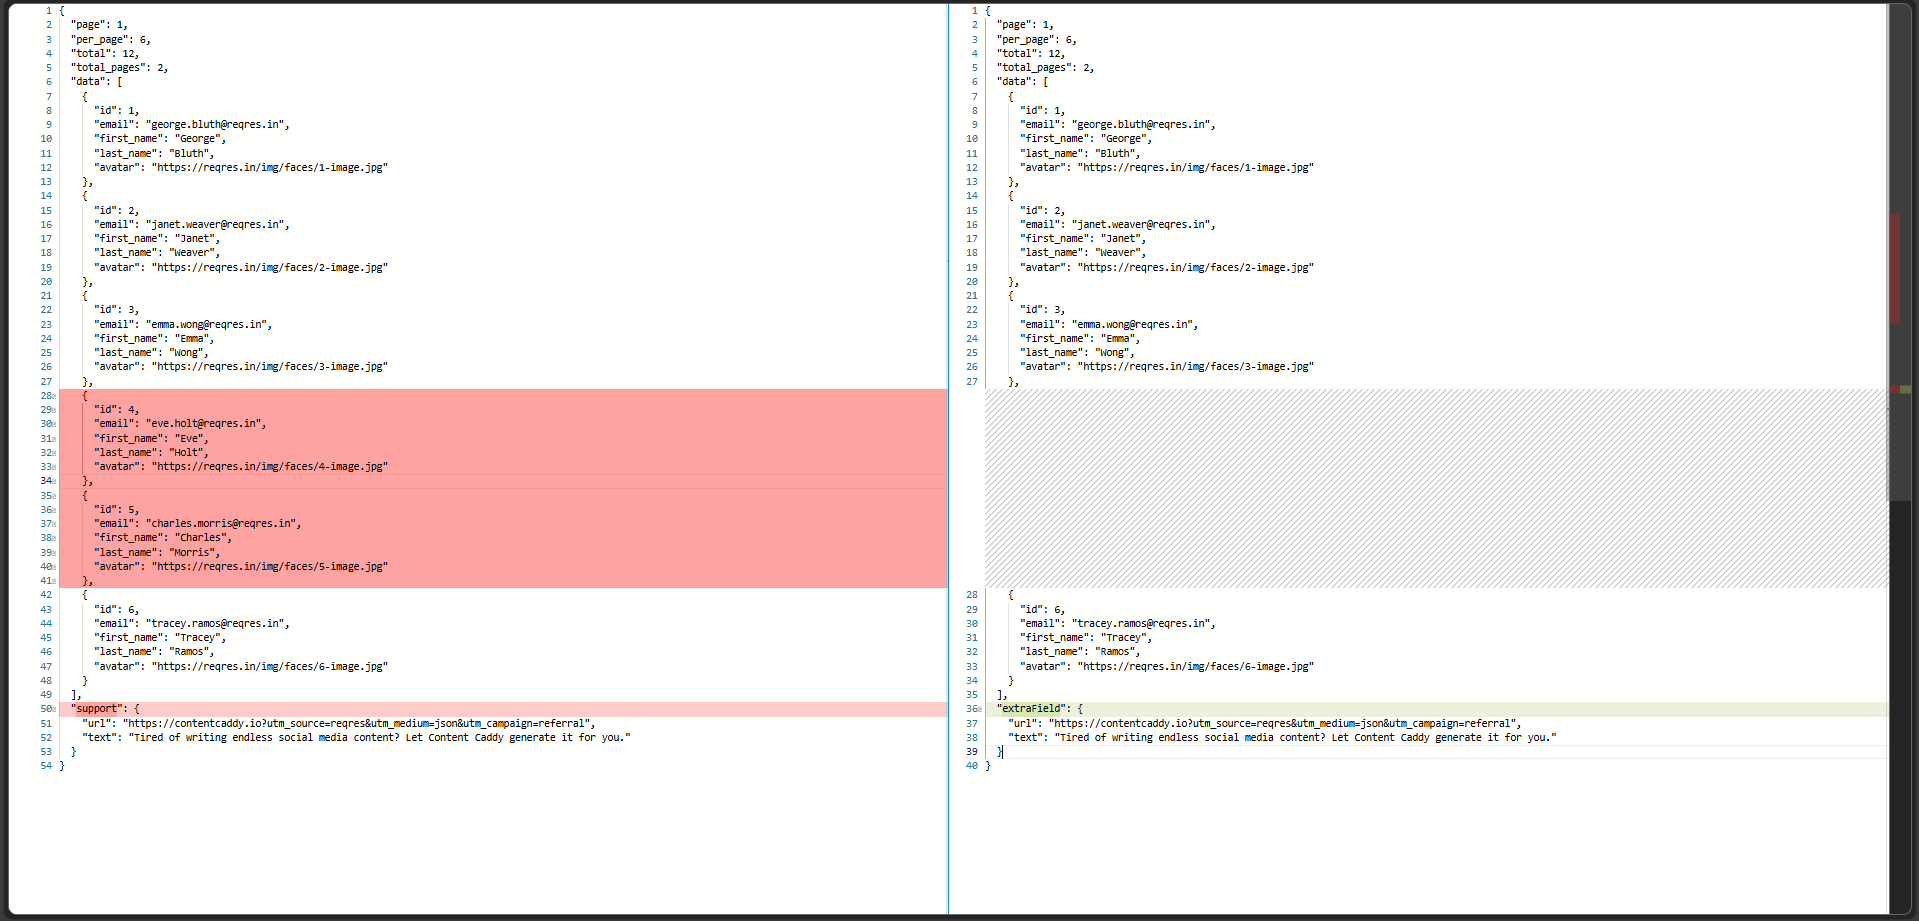 1 {
2 "page": 1,
3 "per_page": 6,
4 "total": 12,
5 "total_pages": 2,
6 "data": [
7 {
8 "id": 1,
9 "email": "george.bluth@reqres.in",
10 "first_name": "George",
11 "last_name": "Bluth",
12 "avatar": "https://reqres.in/img/faces/1-image.jpg"
13 },
14 {
15 "id": 2,
16 "email": "janet.weaver@reqres.in",
17 "first_name": "Janet",
18 "last_name": "Weaver",
19 "avatar": "https://reqres.in/img/faces/2-image.jpg"
20 },
21 {
22 "id": 3,
23 "email": "emma.wong@reqres.in",
24 "first_name": "Emma",
25 "last_name": "Wong",
26 "avatar": "https://reqres.in/img/faces/3-image.jpg"
27 },
28 {
29 "id": 4,
30 "email": "eve.holt@reqres.in",
31 "first_name": "Eve",
32 "last_name": "Holt",
33 "avatar": "https://reqres.in/img/faces/4-image.jpg"
34 },
35 {
36 "id": 5,
37 "email": "charles.morris@reqres.in",
38 "first_name": "Charles",
39 "last_name": "Morris",
40 "avatar": "https://reqres.in/img/faces/5-image.jpg"
41 },
42 {
43 "id": 6,
44 "email": "tracey.ramos@reqres.in",
45 "first_name": "Tracey",
46 "last_name": "Ramos",
47 "avatar": "https://reqres.in/img/faces/6-image.jpg"
48 }
49 ],
50 "support": {
51 "url": "https://contentcaddy.io?utm_source=reqres&utm_medium=json&utm_campaign=referral",
52 "text": "Tired of writing endless social media content? Let Content Caddy generate it for you."
53 }
54 }
1 {
2 "page": 1,
3 "per_page": 6,
4 "total": 12,
5 "total_pages": 2,
6 "data": [
7 {
8 "id": 1,
9 "email": "george.bluth@reqres.in",
10 "first_name": "George",
11 "last_name": "Bluth",
12 "avatar": "https://reqres.in/img/faces/1-image.jpg"
13 },
14 {
15 "id": 2,
16 "email": "janet.weaver@reqres.in",
17 "first_name": "Janet",
18 "last_name": "Weaver",
19 "avatar": "https://reqres.in/img/faces/2-image.jpg"
20 },
21 {
22 "id": 3,
23 "email": "emma.wong@reqres.in",
24 "first_name": "Emma",
25 "last_name": "Wong",
26 "avatar": "https://reqres.in/img/faces/3-image.jpg"
27 },
28 {
29 "id": 6,
30 "email": "tracey.ramos@reqres.in",
31 "first_name": "Tracey",
32 "last_name": "Ramos",
33 "avatar": "https://reqres.in/img/faces/6-image.jpg"
34 }
35 ],
36 "extraField": {
37 "url": "https://contentcaddy.io?utm_source=reqres&utm_medium=json&utm_campaign=referral",
38 "text": "Tired of writing endless social media content? Let Content Caddy generate it for you."
39 }
40 }